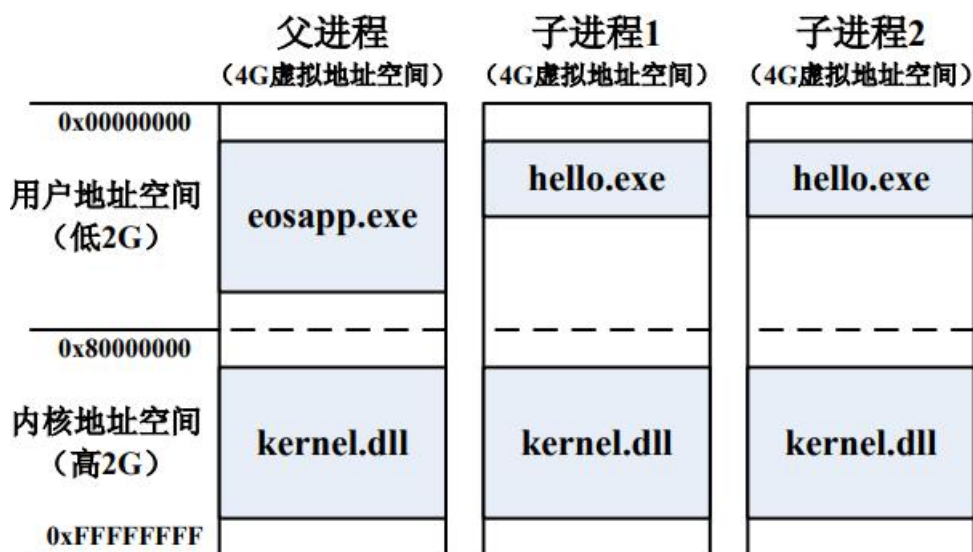 父进程 子进程1 子进程2
（4G虚拟地址空间） （4G虚拟地址空间） （4G虚拟地址空间）
0x00000000
用户地址空间
（低2G）
eosapp.exe
hello.exe
hello.exe
0x80000000
内核地址空间
（高2G）
kernel.dll kernel.dll kernel.dll
0xFFFFFFFF